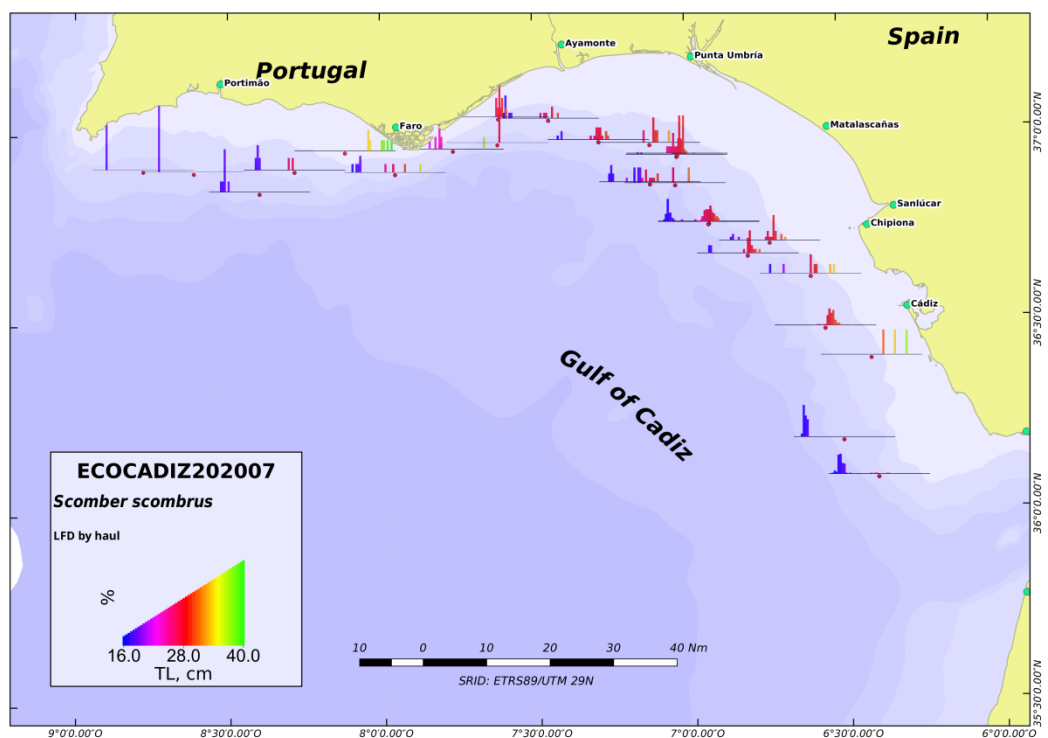 Spain
Ayamonte
Punta Umbría
Portugal
Portimão
Faro
Matalascañas
37°0'0.00"N
Sanlúcar
Chipiona
Cádiz
36°30'0.00"N
Gulf of Cadiz
ECOCADIZ202007
Scomber scombrus
LFD by haul
%
16.0 28.0 40.0
TL, cm
36°0'0.00"N
10 0 10 20 30 40 Nm
SRID: ETRS89/UTM 29N
35°30'0.00"N
9°0'0.00"O 8°30'0.00"O 8°0'0.00"O 7°30'0.00"O 7°0'0.00"O 6°30'0.00"O 6°0'0.00"O